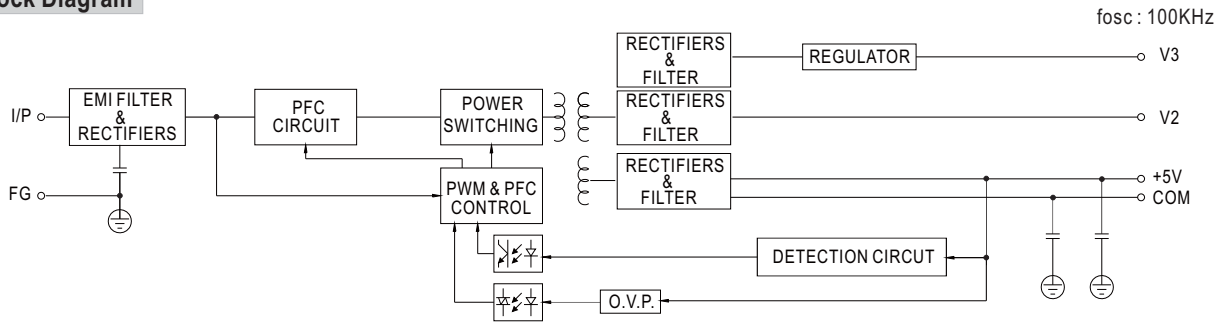 ock Diagram
fosc : 100KHz
RECTIFIERS
&
FILTER
REGULATOR
V3
I/P
EMI FILTER
&
RECTIFIERS
PFC
CIRCUIT
POWER
SWITCHING
RECTIFIERS
&
FILTER
V2
FG
PWM & PFC
CONTROL
RECTIFIERS
&
FILTER
+5V
COM
DETECTION CIRCUT
O.V.P.